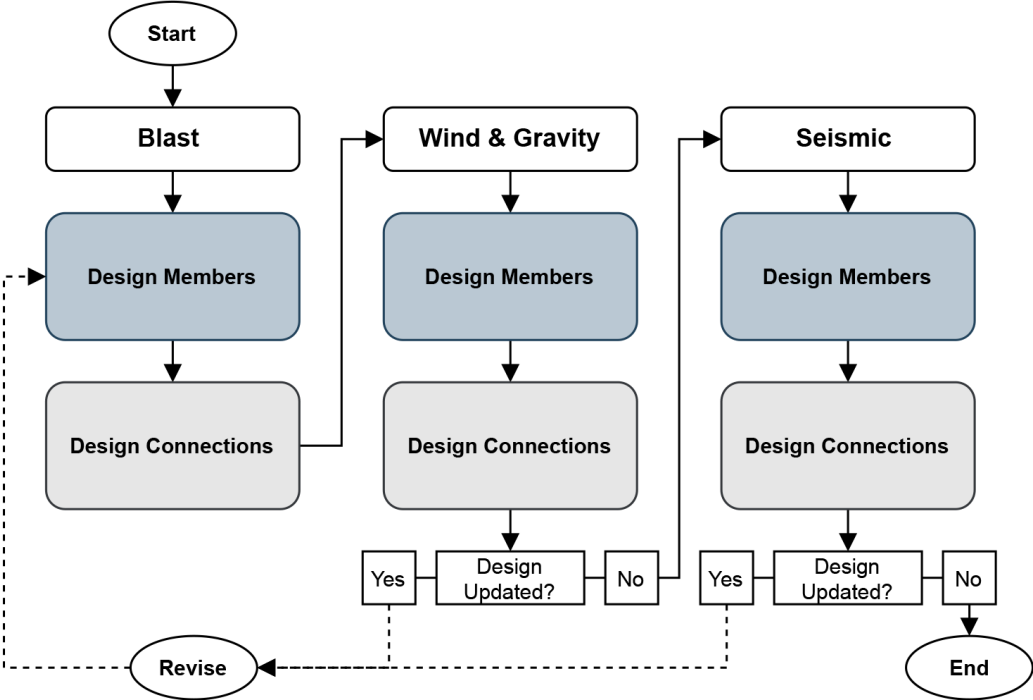 Start
Blast
Wind & Gravity
Seismic
Design Members
Design Members
Design Members
Design Connections
Design Connections
Design Connections
Yes
Design
Updated?
No
Yes
Design
Updated?
No
Revise
End